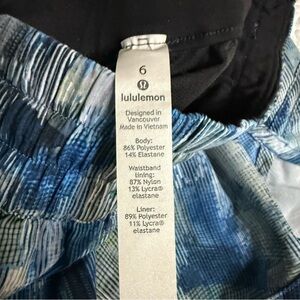 6
lululemon
Designed in
Vancouver
Made in Vietnam
Body:
86% Polyester
14% Elastane
Waistband
lining:
87% Nylon
13% Lycra®
elastane
Liner:
89% Polyester
11% Lycra®
elastane